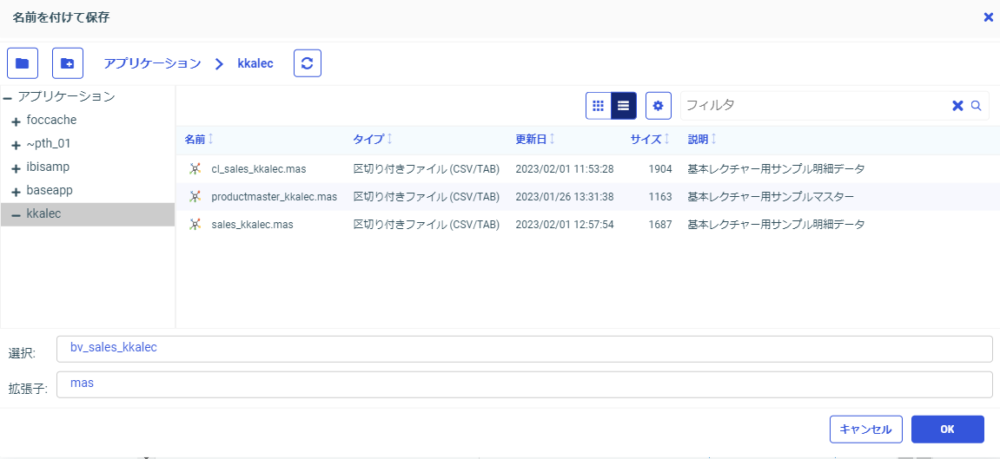 名前を付けて保存
アプリケーション kkalec
アプリケーション
foccache
~pth_01
ibisamp
baseapp
kkalec
フィルタ
名前 タイプ 更新日 サイズ 説明
cl_sales_kkalec.mas 区切り付きファイル (CSV/TAB) 2023/02/01 11:53:28 1904 基本レクチャー用サンプル明細データ
productmaster_kkalec.mas 区切り付きファイル (CSV/TAB) 2023/01/26 13:31:38 1163 基本レクチャー用サンプルマスター
sales_kkalec.mas 区切り付きファイル (CSV/TAB) 2023/02/01 12:57:54 1687 基本レクチャー用サンプル明細データ
選択: bv_sales_kkalec
拡張子: mas
キャンセル OK